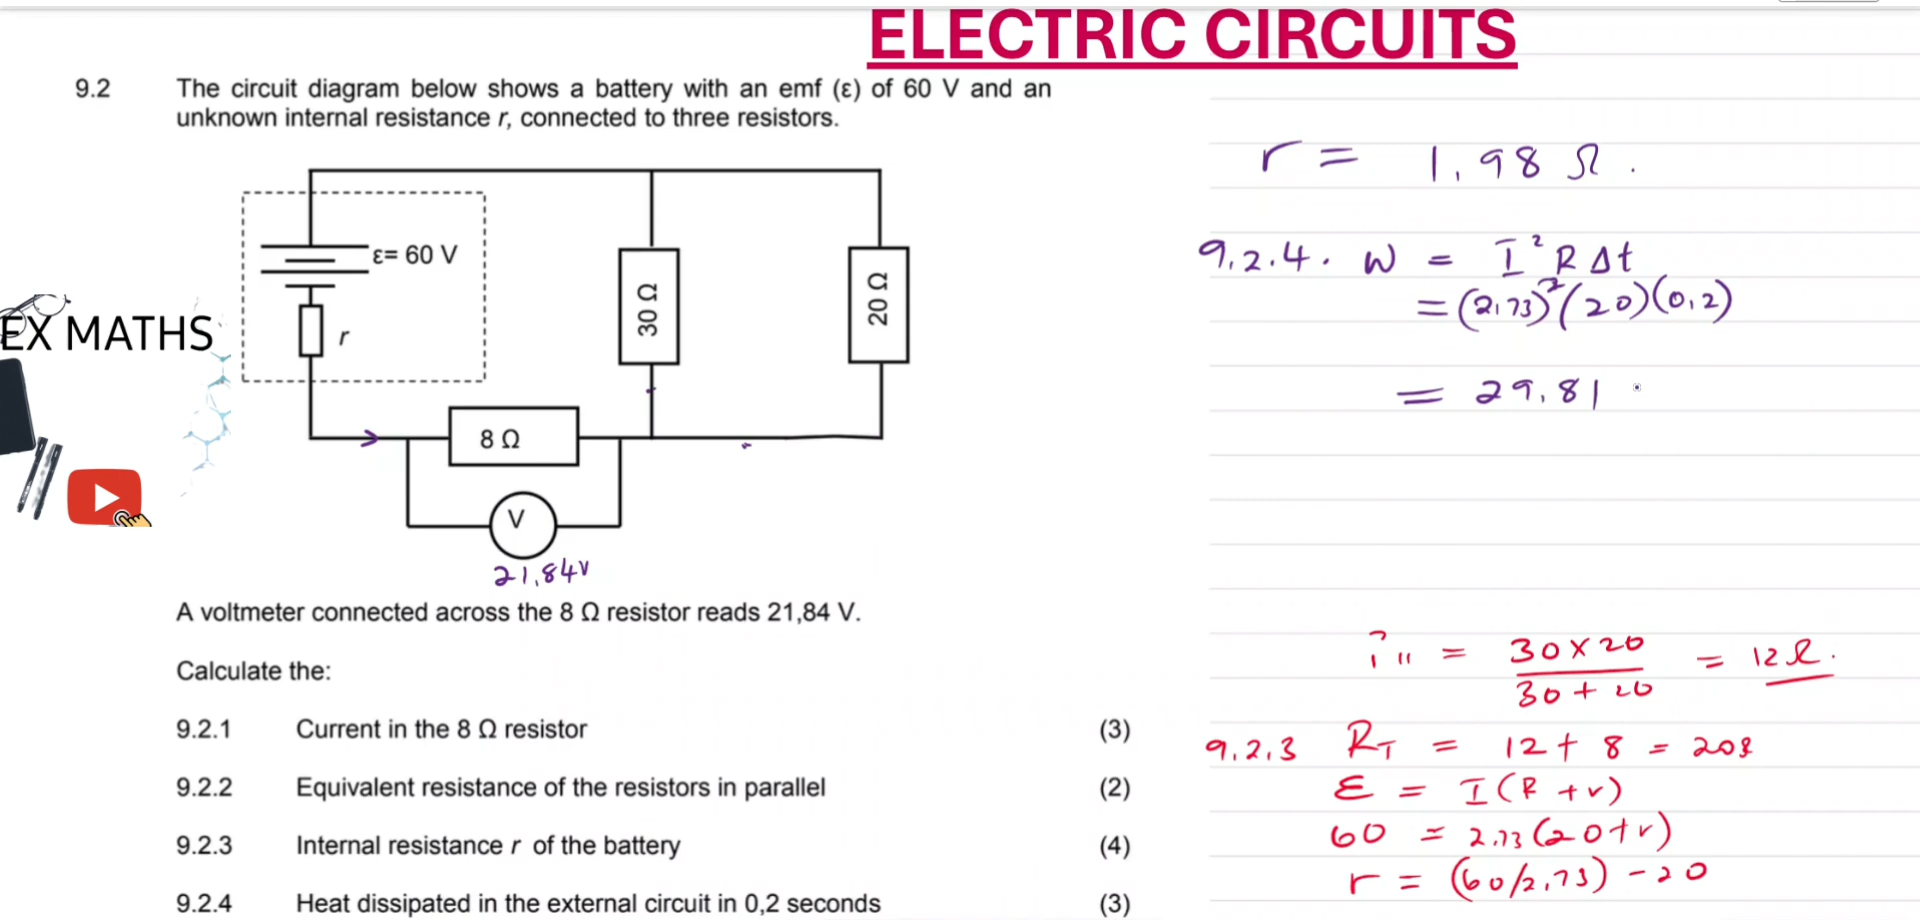 ELECTRIC CIRCUITS
9.2 The circuit diagram below shows a battery with an emf (ε) of 60 V and an
unknown internal resistance r, connected to three resistors.
ε= 60 V
r
30 Ω
20 Ω
8 Ω
V
21,84V
EX MATHS
A voltmeter connected across the 8 Ω resistor reads 21,84 V.
Calculate the:
9.2.1 Current in the 8 Ω resistor (3)
9.2.2 Equivalent resistance of the resistors in parallel (2)
9.2.3 Internal resistance r of the battery (4)
9.2.4 Heat dissipated in the external circuit in 0,2 seconds (3)
r = 1,98 Ω.
9.2.4. W = I²RΔt
= (2,73)²(20)(0,2)
= 29,81
= 30 x 20
30 + 20
= 12Ω.
9.2.3 RT = 12 + 8 = 20Ω
ε = I(R + r)
60 = 2,73(20+r)
r = (60/2,73) - 20